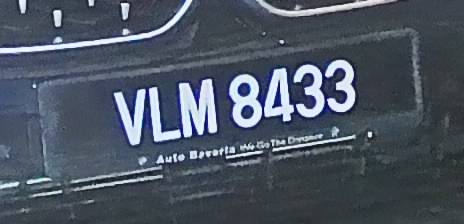 VLM 8433
Auto Bavaria We Go The Distance